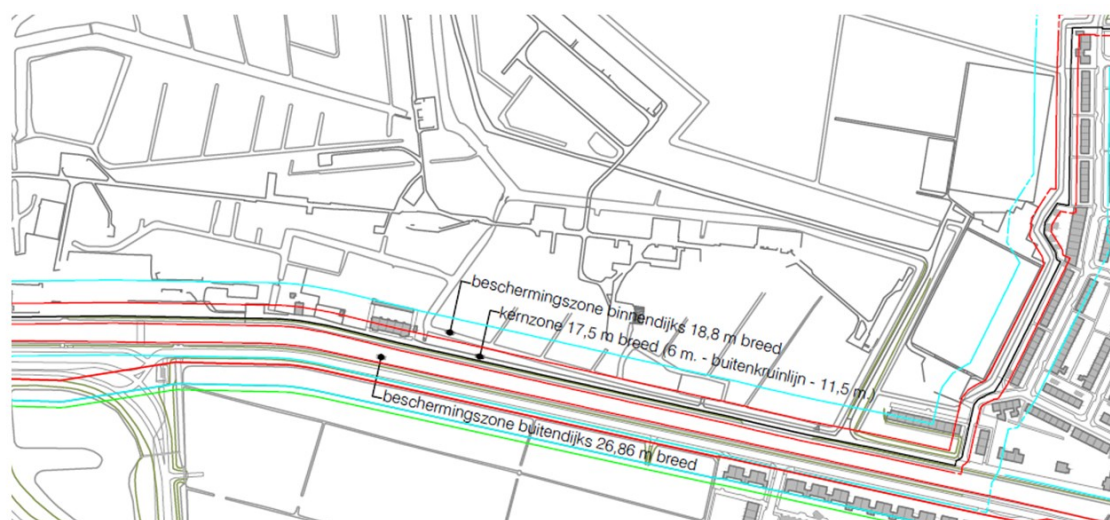 beschermingszone binnendijks 18,8 m breed
kernzone 17,5 m breed (6 m. - buitenkruinlijn - 11,5 m.)
beschermingszone buitendijks 26,86 m breed